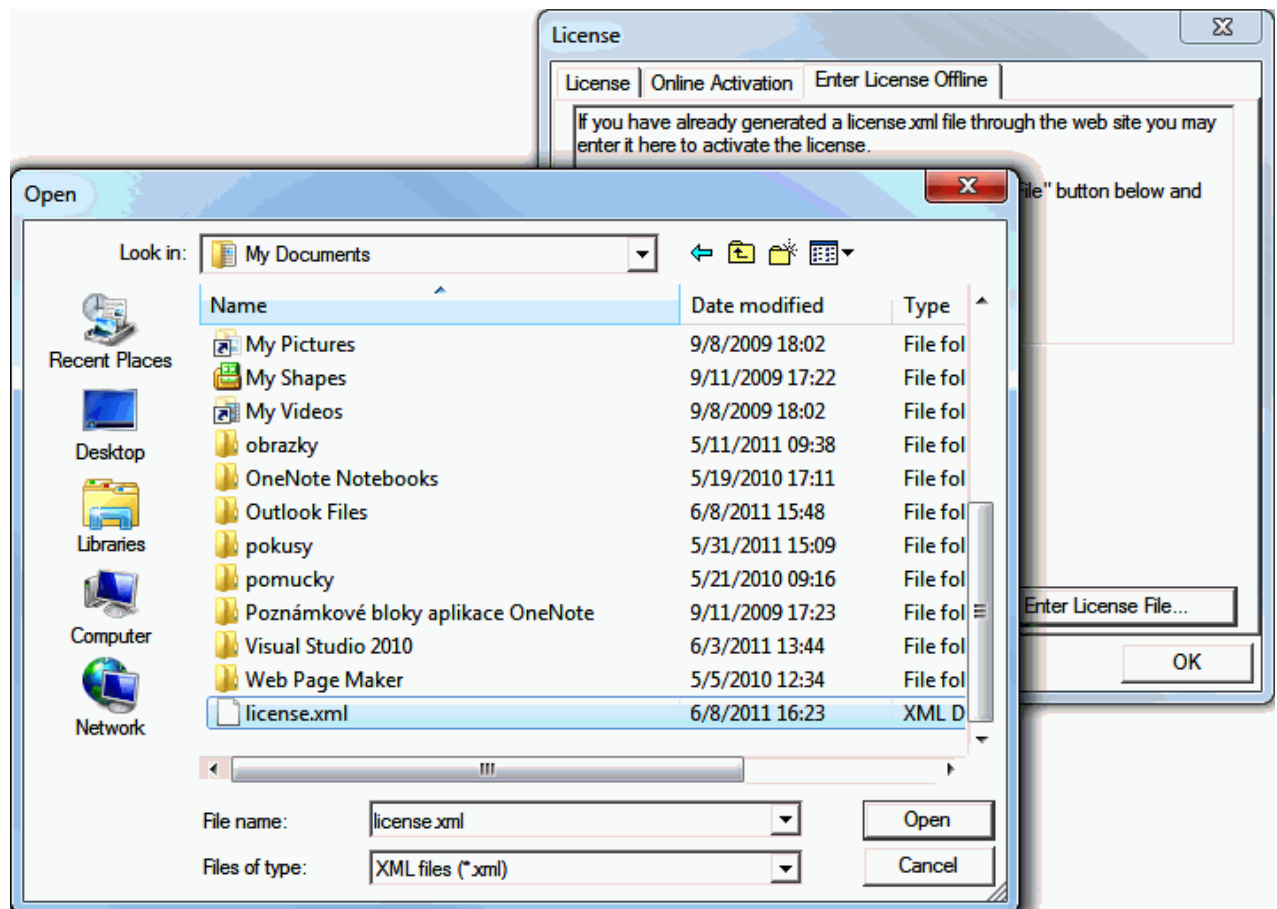 License
License Online Activation Enter License Offline
If you have already generated a license.xml file through the web site you may
enter it here to activate the license.
File" button below and
Enter License File...
OK
Open
Look in: My Documents
Name Date modified Type
My Pictures 9/8/2009 18:02 File fol
My Shapes 9/11/2009 17:22 File fol
My Videos 9/8/2009 18:02 File fol
obrazky 5/11/2011 09:38 File fol
OneNote Notebooks 5/19/2010 17:11 File fol
Outlook Files 6/8/2011 15:48 File fol
pokusy 5/31/2011 15:09 File fol
pomucky 5/21/2010 09:16 File fol
Poznámkové bloky aplikace OneNote 9/11/2009 17:23 File fol
Visual Studio 2010 6/3/2011 13:44 File fol
Web Page Maker 5/5/2010 12:34 File fol
license.xml 6/8/2011 16:23 XML D
Recent Places
Desktop
Libraries
Computer
Network
File name: license.xml Open
Files of type: XML files (*.xml) Cancel